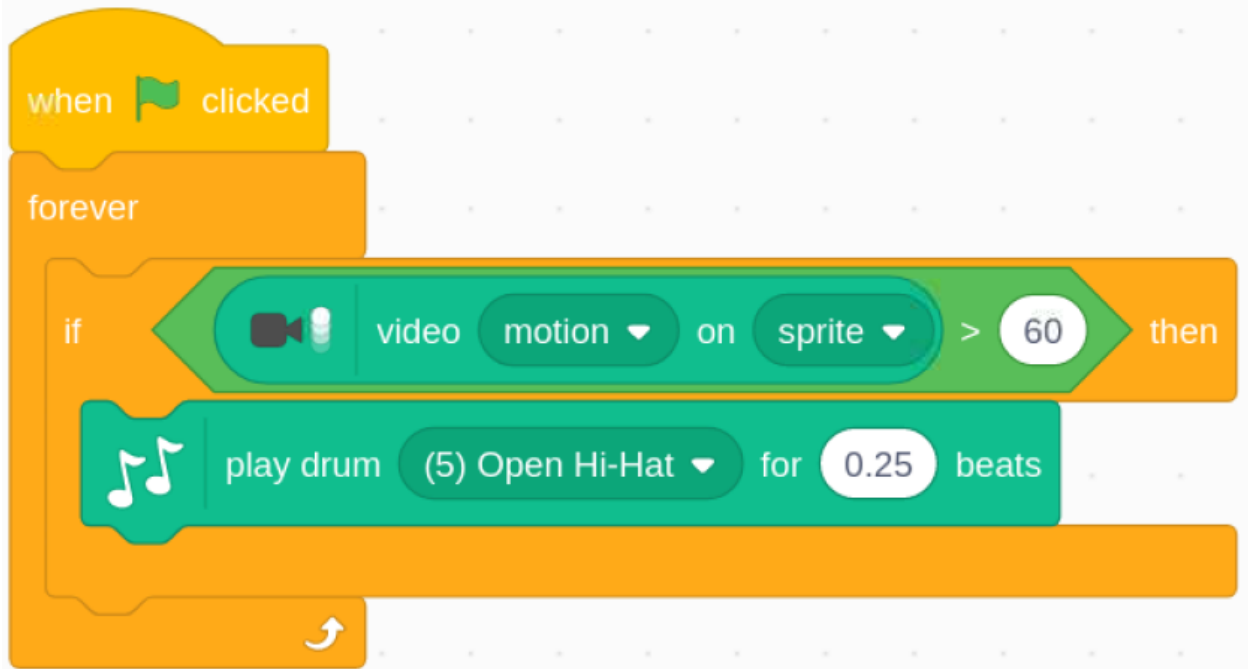 when clicked
forever
if video motion on sprite > 60 then
play drum (5) Open Hi-Hat for 0.25 beats